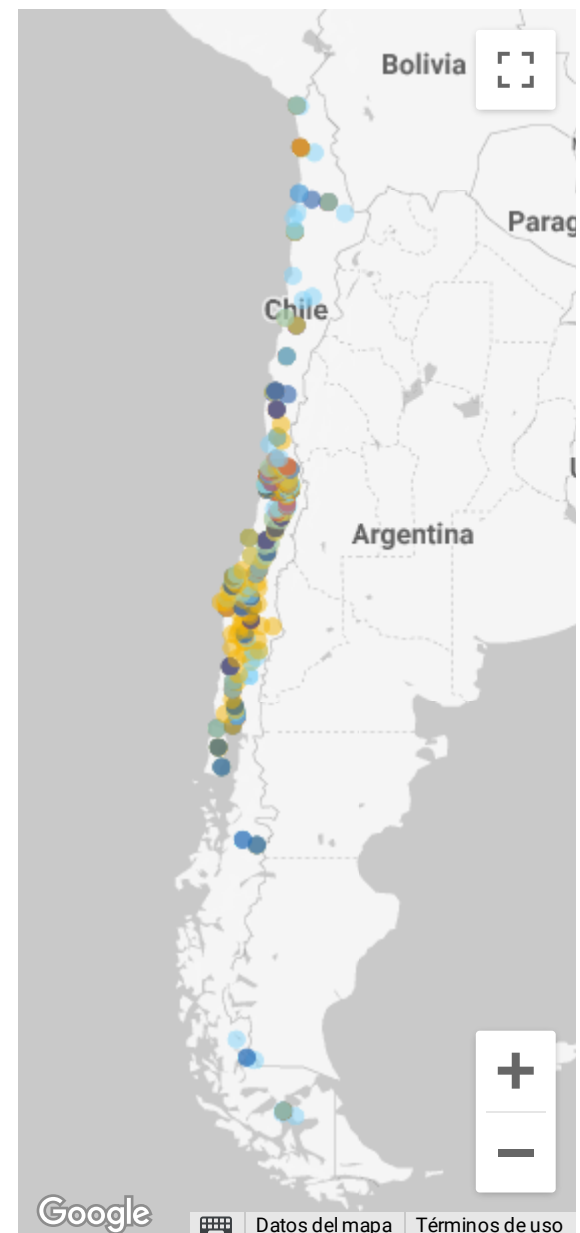 Bolivia
Parag
Chile
Argentina
U
Google
Datos del mapa
Términos de uso